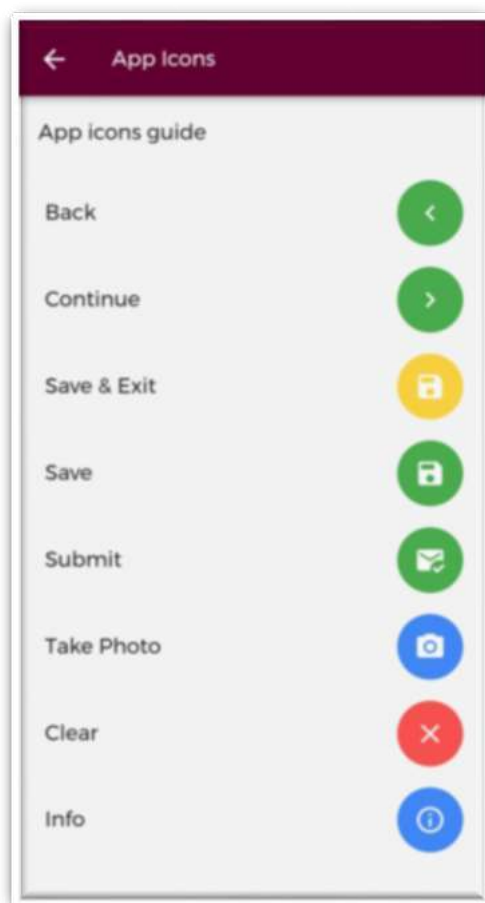 App Icons
App icons guide
Back
Continue
Save & Exit
Save
Submit
Take Photo
Clear
Info